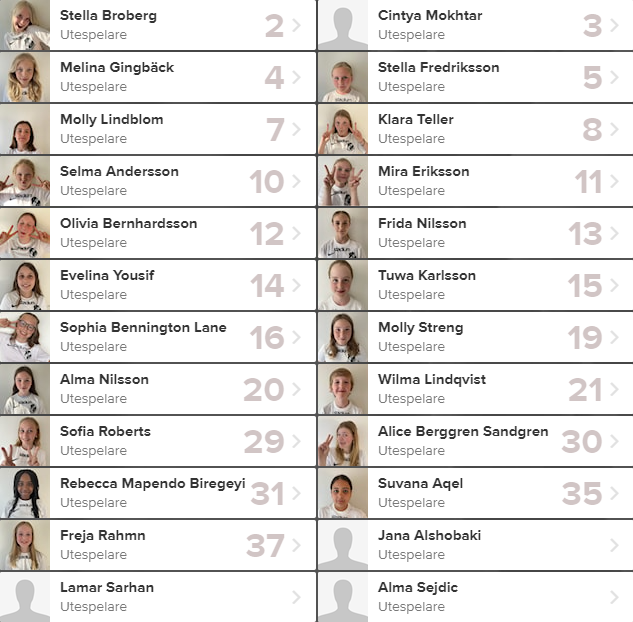 Stella Broberg
Utespelare
2
Cintya Mokhtar
Utespelare
3
Melina Gingbäck
Utespelare
4
Stella Fredriksson
Utespelare
5
Molly Lindblom
Utespelare
7
Klara Teller
Utespelare
8
Selma Andersson
Utespelare
10
Mira Eriksson
Utespelare
11
Olivia Bernhardsson
Utespelare
12
Frida Nilsson
Utespelare
13
Evelina Yousif
Utespelare
14
Tuwa Karlsson
Utespelare
15
Sophia Bennington Lane
Utespelare
16
Molly Streng
Utespelare
19
Alma Nilsson
Utespelare
20
Wilma Lindqvist
Utespelare
21
Sofia Roberts
Utespelare
29
Alice Berggren Sandgren
Utespelare
30
Rebecca Mapendo Biregeyi
Utespelare
31
Suvana Aqel
Utespelare
35
Freja Rahmn
Utespelare
37
Jana Alshobaki
Utespelare
Lamar Sarhan
Utespelare
Alma Sejdic
Utespelare